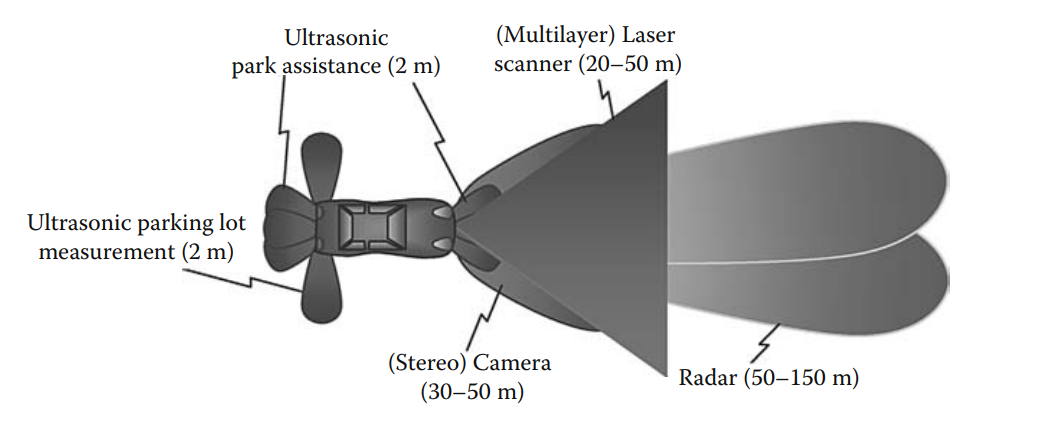 Ultrasonic
park assistance (2 m)
(Multilayer) Laser
scanner (20–50 m)
Ultrasonic parking lot
measurement (2 m)
(Stereo) Camera
(30–50 m)
Radar (50–150 m)